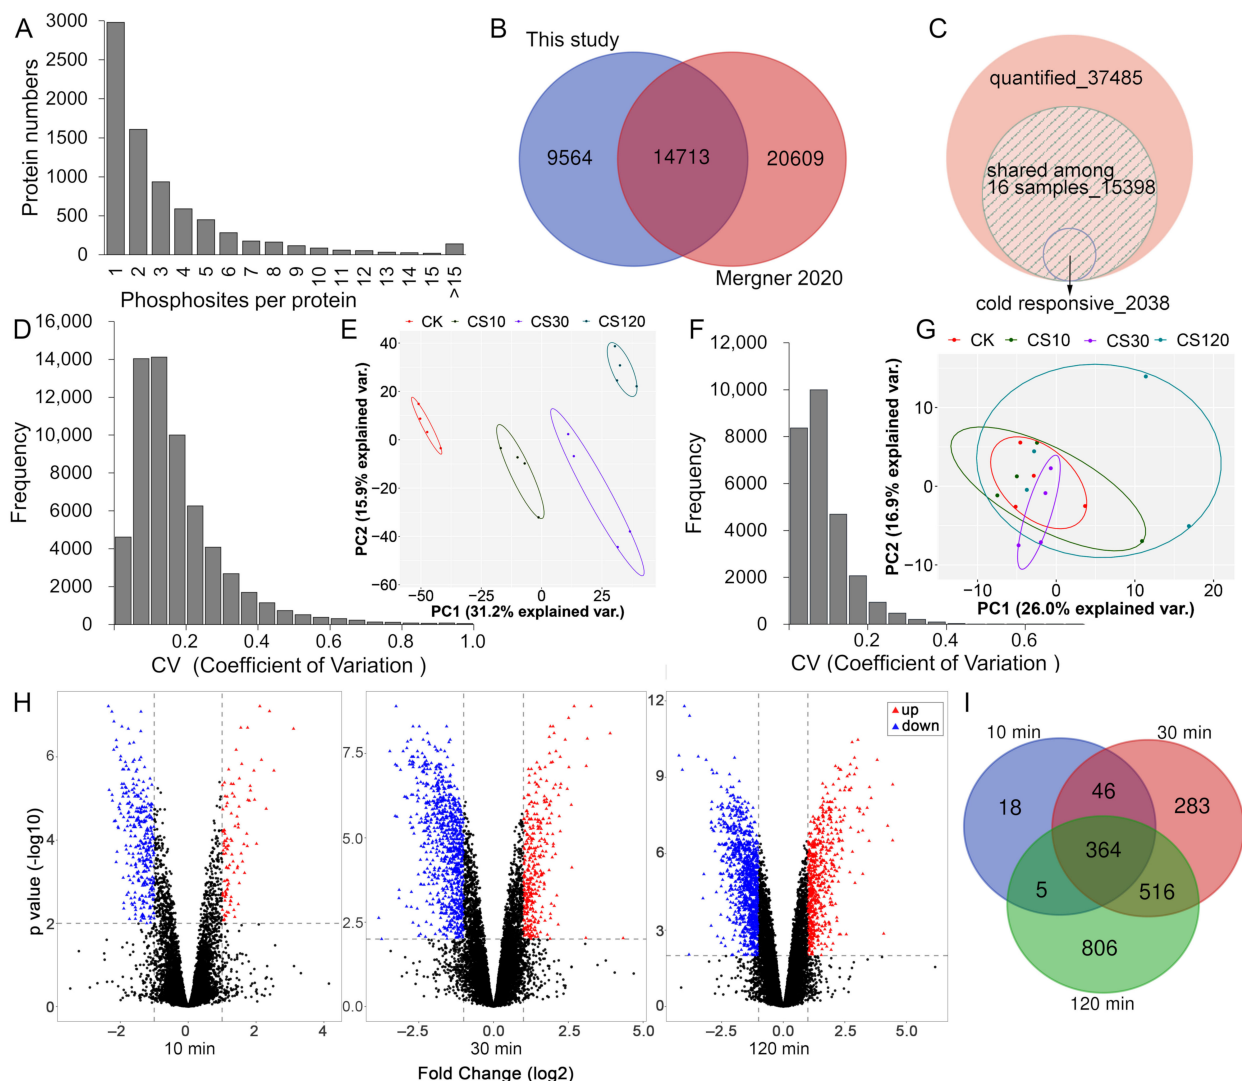 A
3000
2500
2000
1500
1000
500
0
Protein numbers
1 2 3 4 5 6 7 8 9 10 11 12 13 14 15 >15
Phosphosites per protein
B
This study
9564
14713
20609
Mergner 2020
C
quantified_37485
shared among
16 samples_15398
cold responsive_2038
D
16,000
14,000
12,000
10,000
8000
6000
4000
2000
0
Frequency
0.2 0.4 0.6 0.8 1.0
CV (Coefficient of Variation )
E
CK CS10 CS30 CS120
40
20
0
−20
−40
−60
PC2 (15.9% explained var.)
−50 −25 0 25
PC1 (31.2% explained var.)
F
12,000
10,000
8000
6000
4000
2000
0
Frequency
0.2 0.4 0.6
CV (Coefficient of Variation )
G
CK CS10 CS30 CS120
10
0
−10
PC2 (16.9% explained var.)
−10 0 10 20
PC1 (26.0% explained var.)
H
p value (-log10)
6
4
2
0
−2 0 2 4
10 min
7.5
5.0
2.5
0.0
−2.5 0.0 2.5 5.0
30 min
12
9
6
3
0
−2.5 0.0 2.5 5.0
120 min
up
down
Fold Change (log2)
I
10 min
30 min
18
46
283
364
5
516
806
120 min